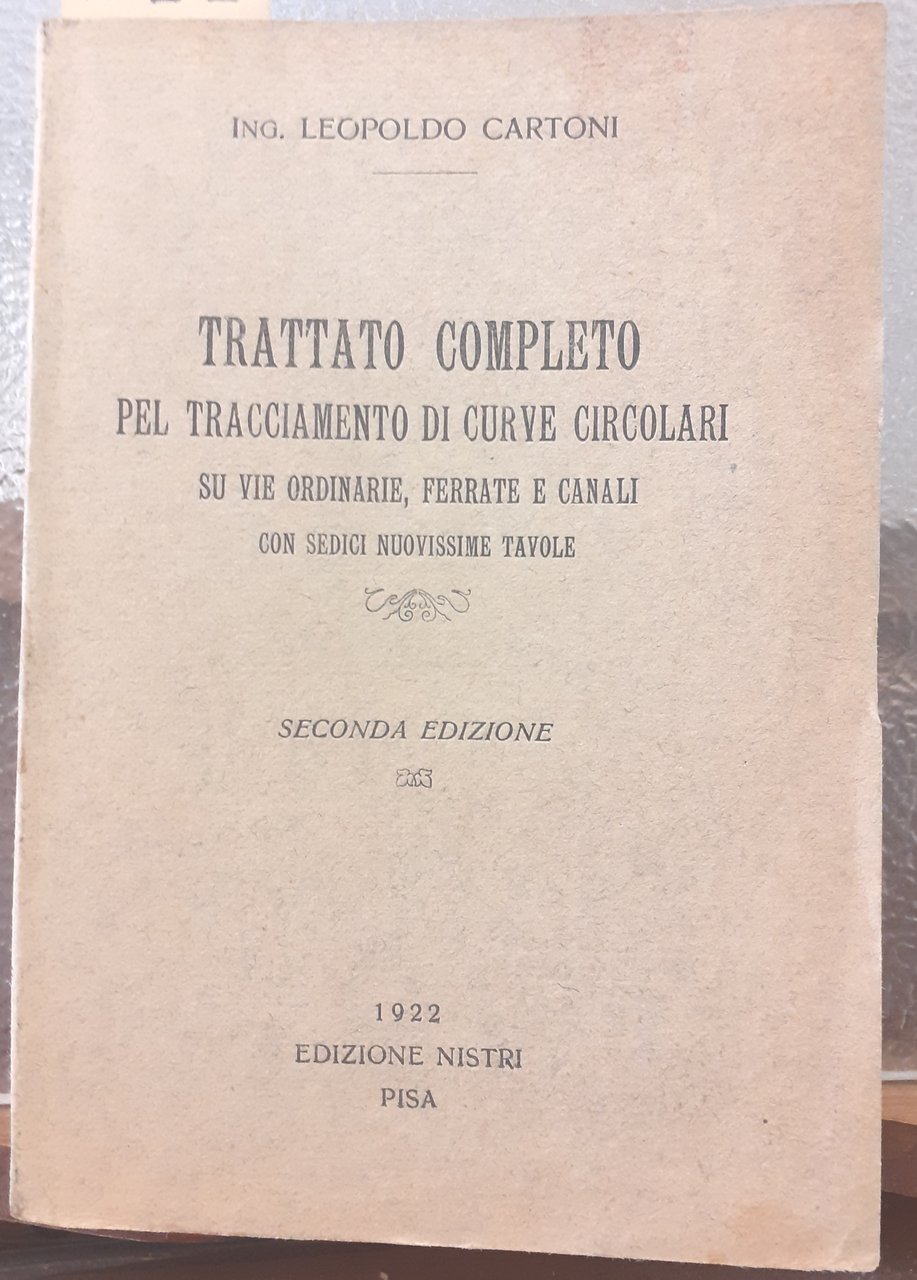 ING. LEOPOLDO CARTONI
TRATTATO COMPLETO
PEL TRACCIAMENTO DI CURVE CIRCOLARI
SU VIE ORDINARIE, FERRATE E CANALI
CON SEDICI NUOVISSIME TAVOLE
SECONDA EDIZIONE
1922
EDIZIONE NISTRI
PISA